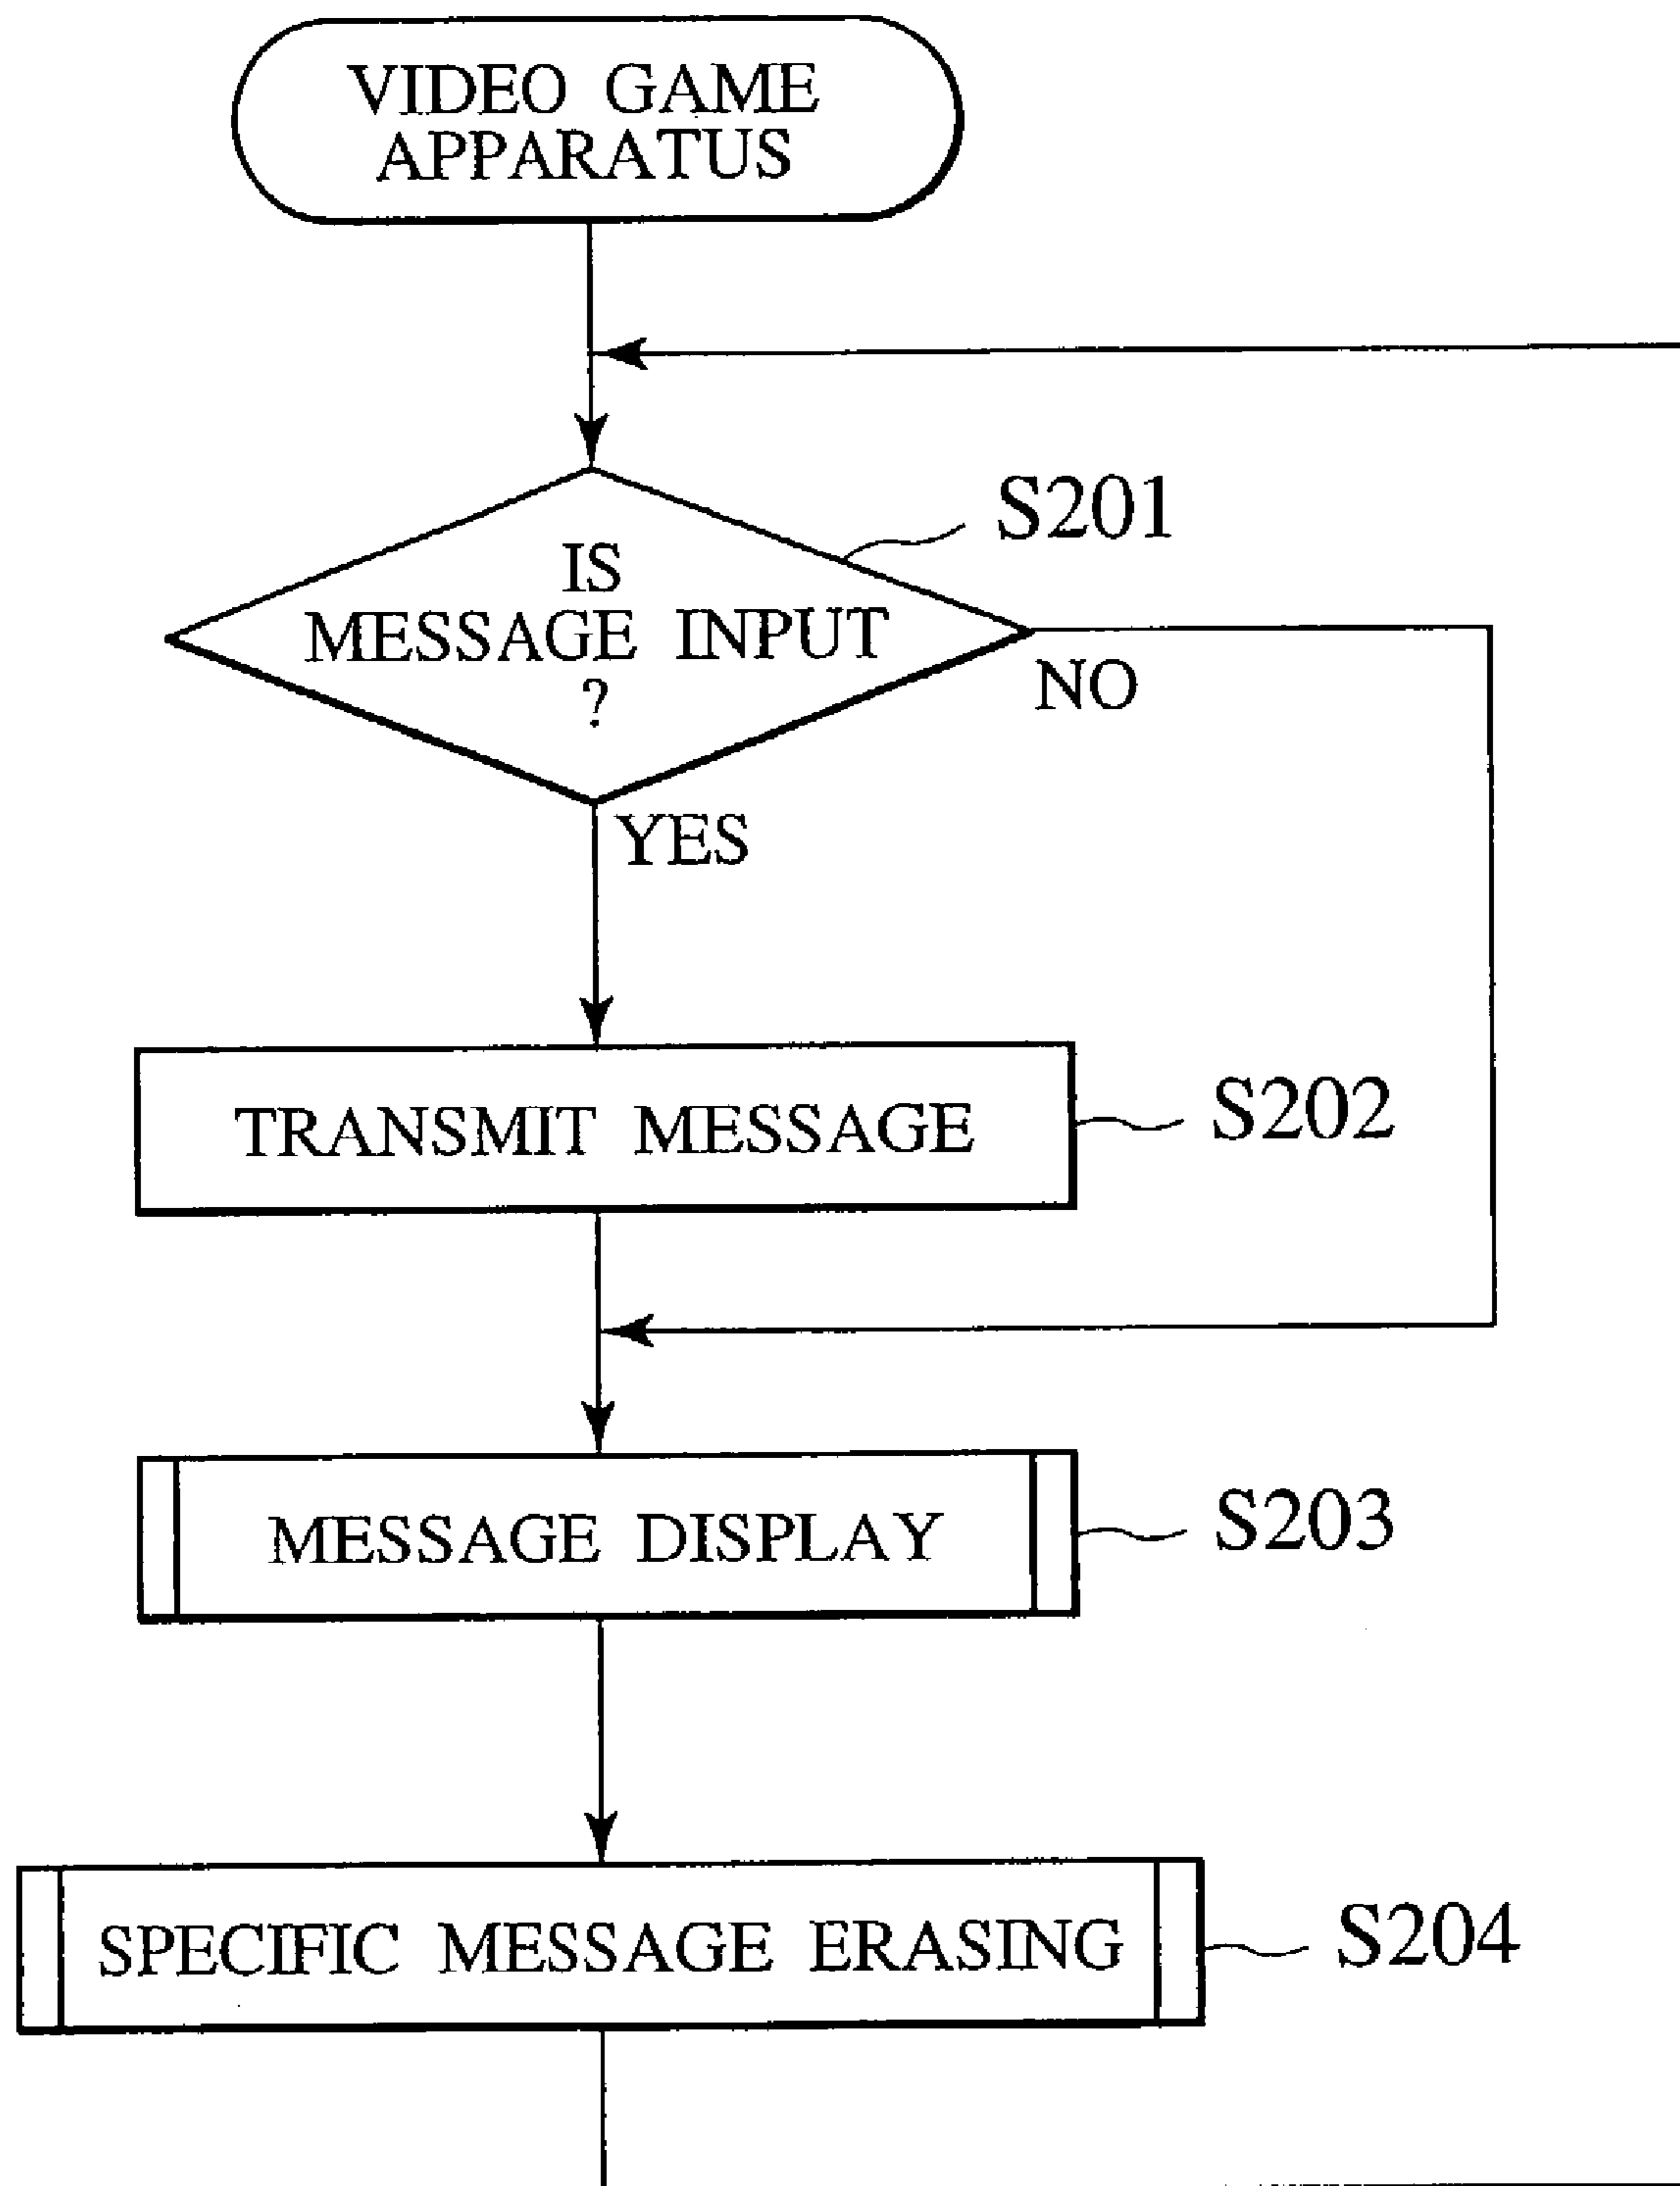 VIDEO GAME
APPARATUS
S201
IS
MESSAGE INPUT
?
NO
YES
TRANSMIT MESSAGE
S202
MESSAGE DISPLAY
S203
SPECIFIC MESSAGE ERASING
S204